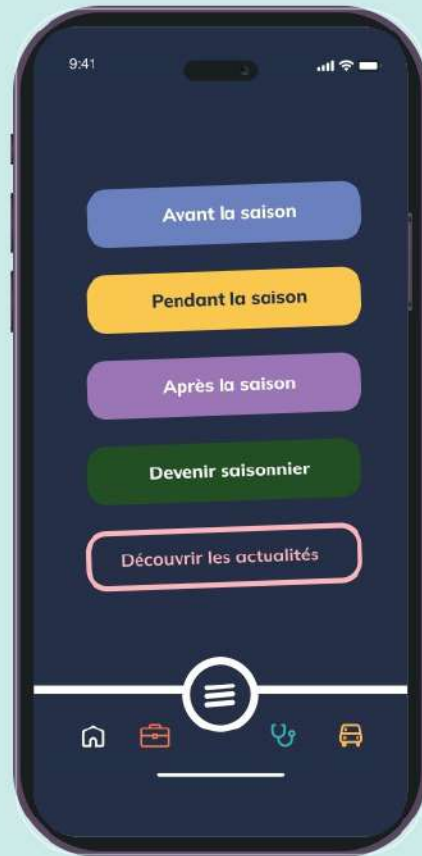 9:41
Avant la saison
Pendant la saison
Après la saison
Devenir saisonnier
Découvrir les actualités